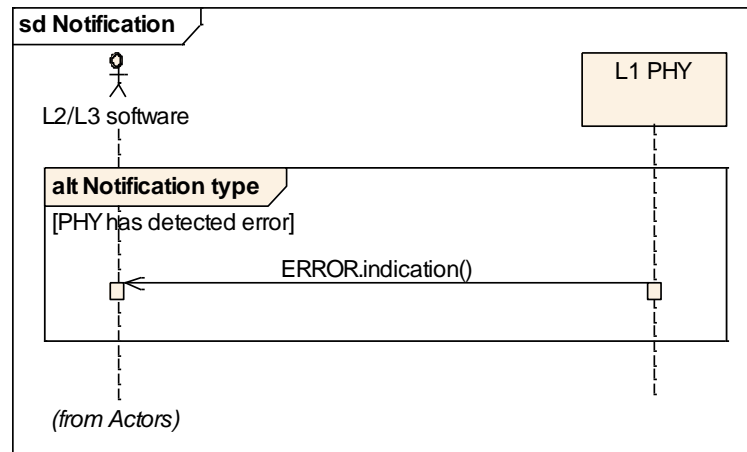 sd Notification
L2/L3 software
L1 PHY
alt Notification type
[PHY has detected error]
ERROR.indication()
(from Actors)